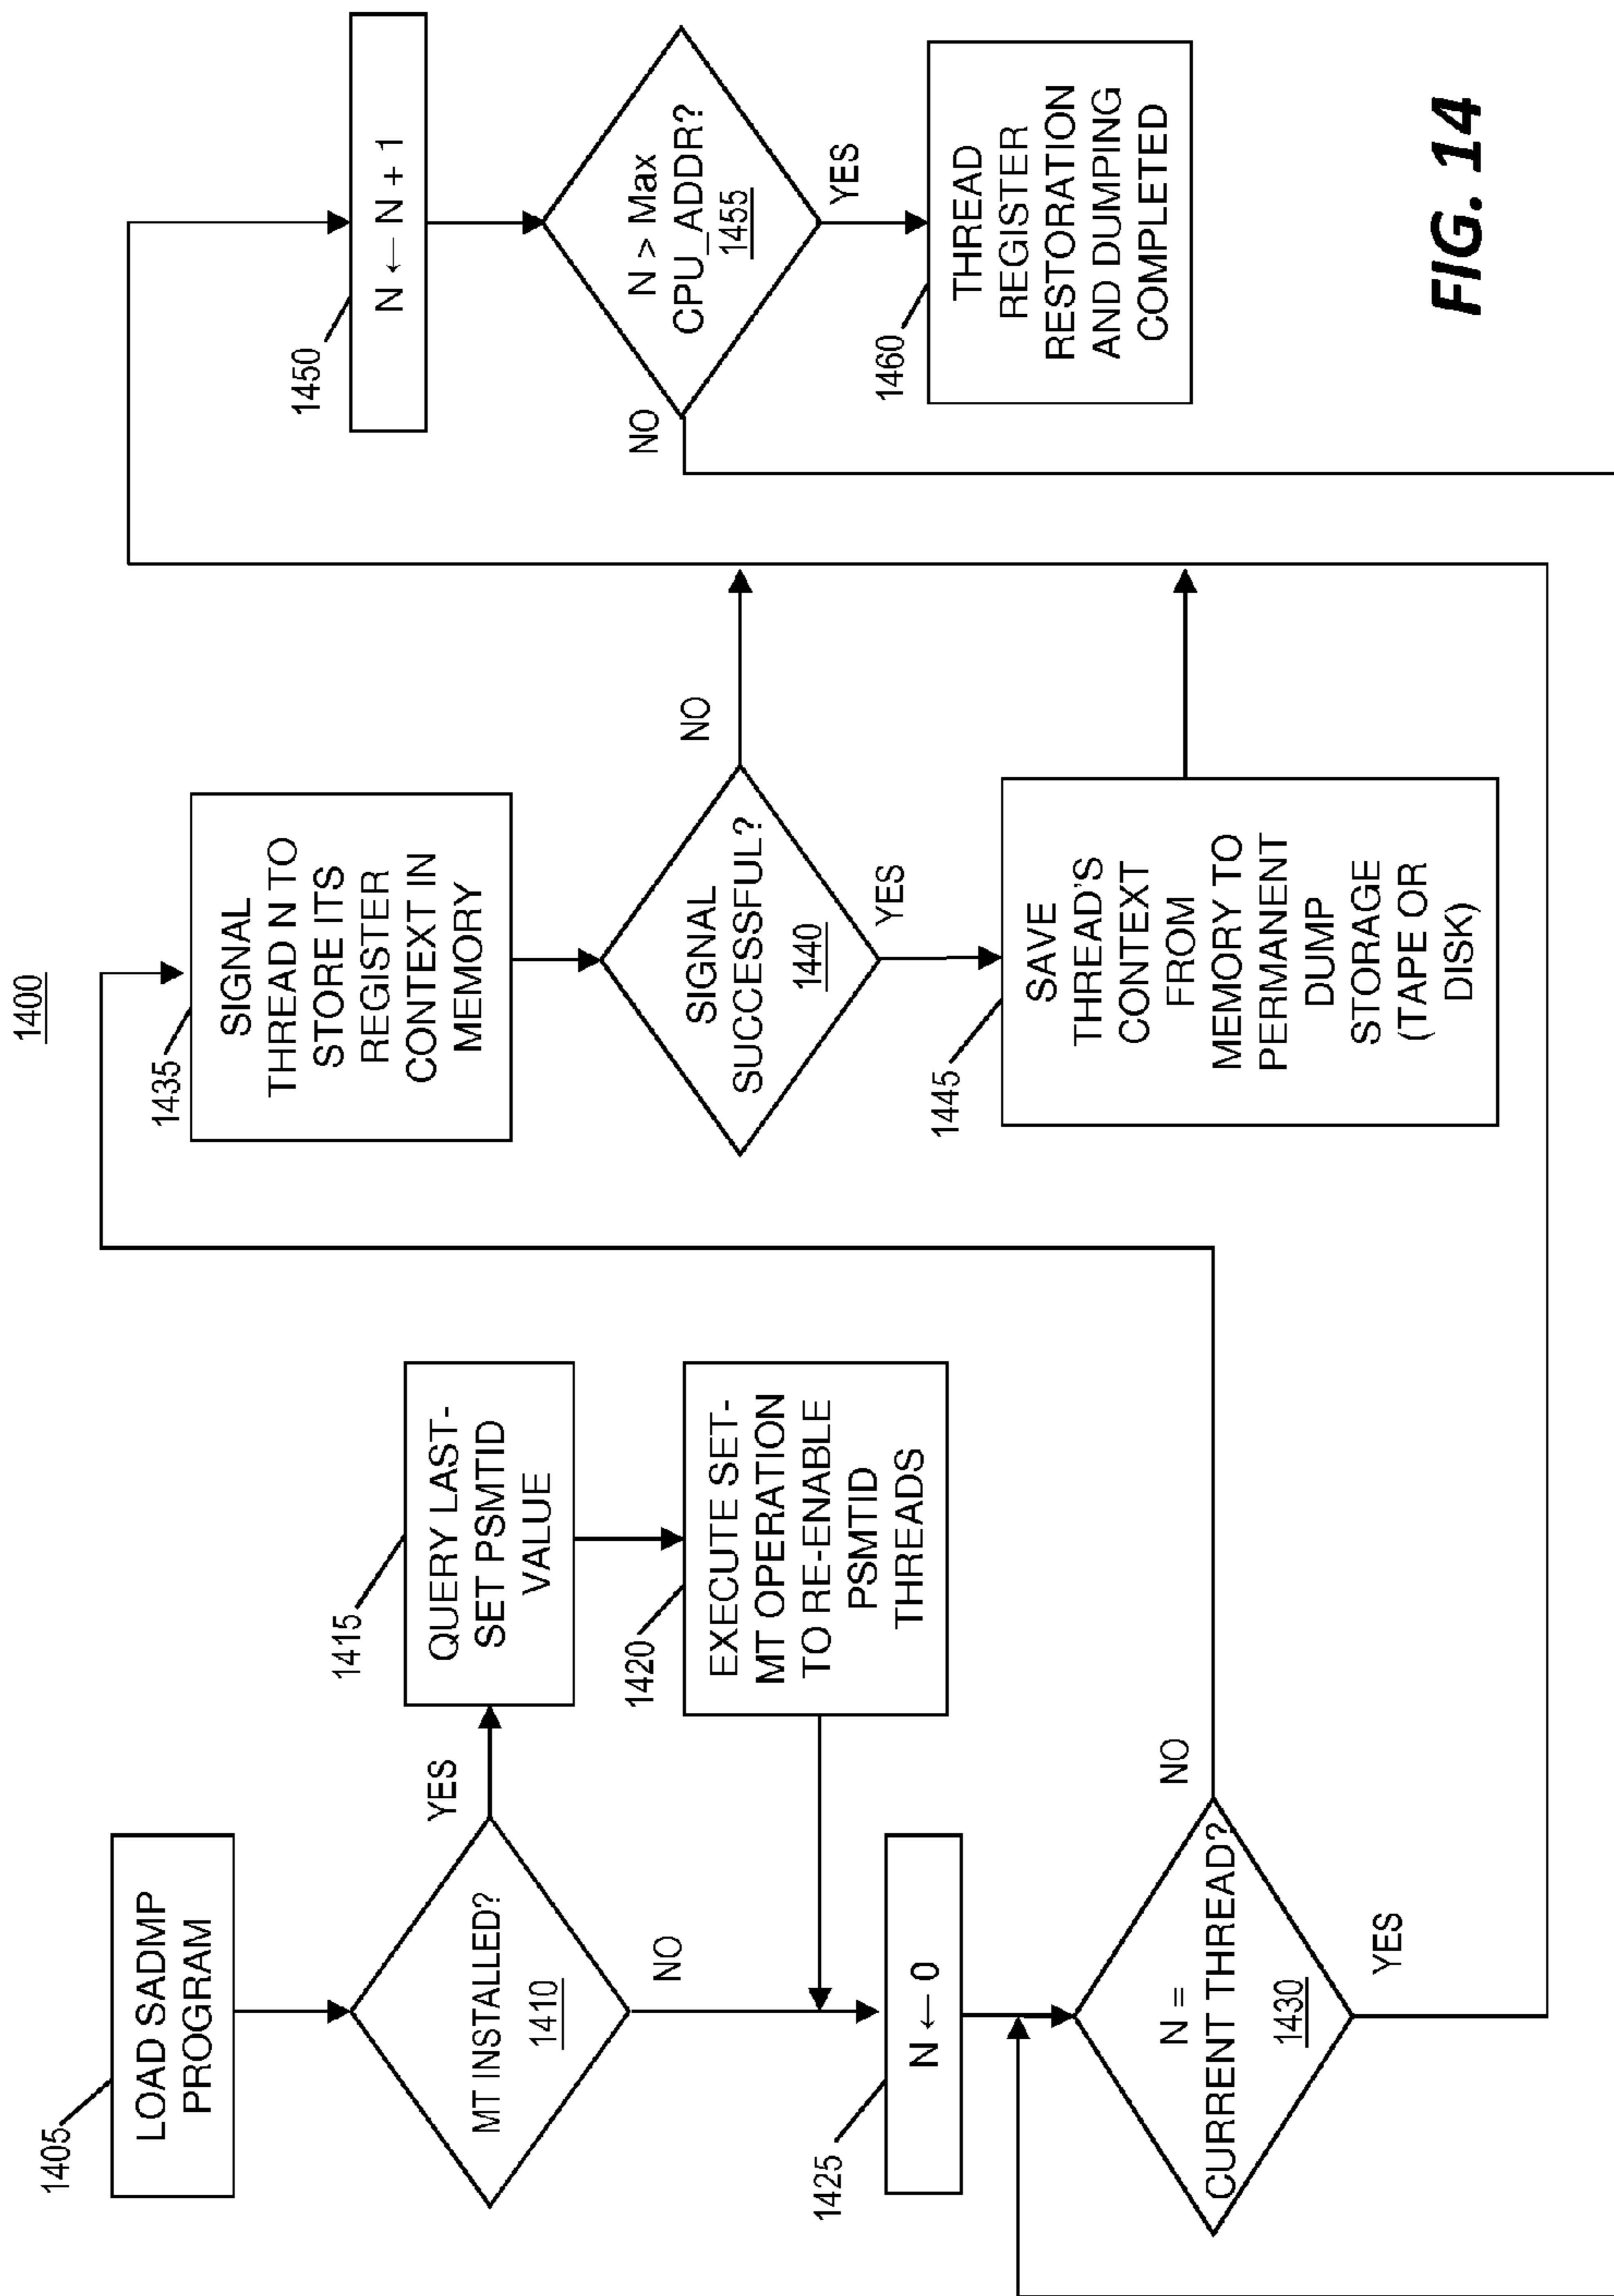 1400
1405
LOAD SADMP
PROGRAM
MT INSTALLED?
1410
YES
NO
1415
QUERY LAST-
SET PSMTID
VALUE
1420
EXECUTE SET-
MT OPERATION
TO RE-ENABLE
PSMTID
THREADS
1425
N ← 0
N =
CURRENT THREAD?
1430
NO
YES
1435
SIGNAL
THREAD N TO
STORE ITS
REGISTER
CONTEXT IN
MEMORY
SIGNAL
SUCCESSFUL?
1440
NO
YES
1445
SAVE
THREAD'S
CONTEXT
FROM
MEMORY TO
PERMANENT
DUMP
STORAGE
(TAPE OR
DISK)
1450
N ← N + 1
N > Max
CPU_ADDR?
1455
NO
YES
1460
THREAD
REGISTER
RESTORATION
AND DUMPING
COMPLETED
FIG. 14